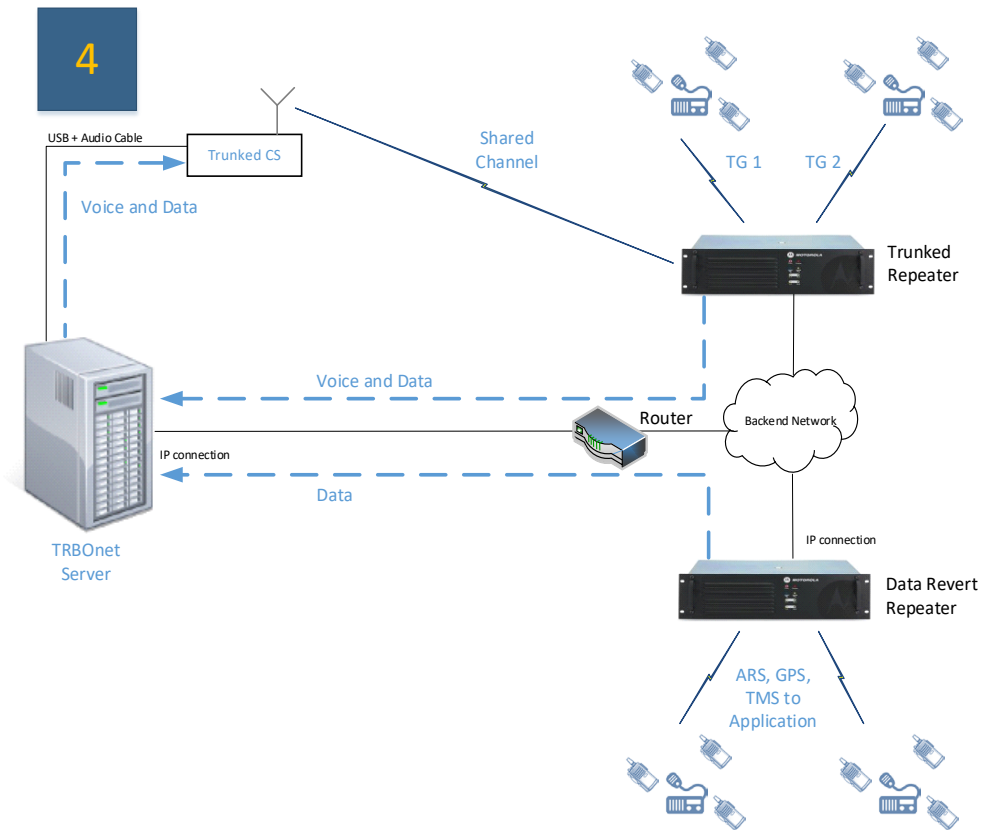 4
USB + Audio Cable
Trunked CS
Voice and Data
Shared
Channel
TG 1
TG 2
MOTOROLA
Trunked
Repeater
Voice and Data
Router
Backend Network
IP connection
Data
TRBOnet
Server
IP connection
MOTOROLA
Data Revert
Repeater
ARS, GPS,
TMS to
Application